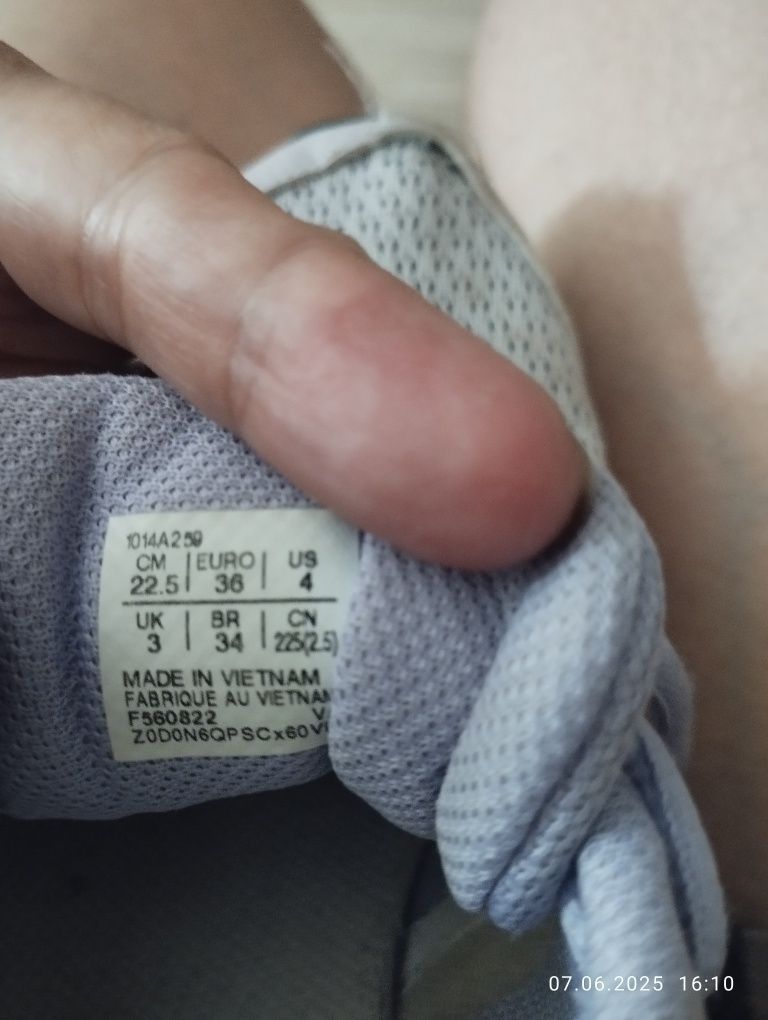 1014A259
CM | EURO | US
22.5 | 36 | 4
UK | BR | CN
3 | 34 | 225(2.5)
MADE IN VIETNAM
FABRIQUE AU VIETNAM
F560822 V
Z0D0N6QPSCx60V
07.06.2025 16:10